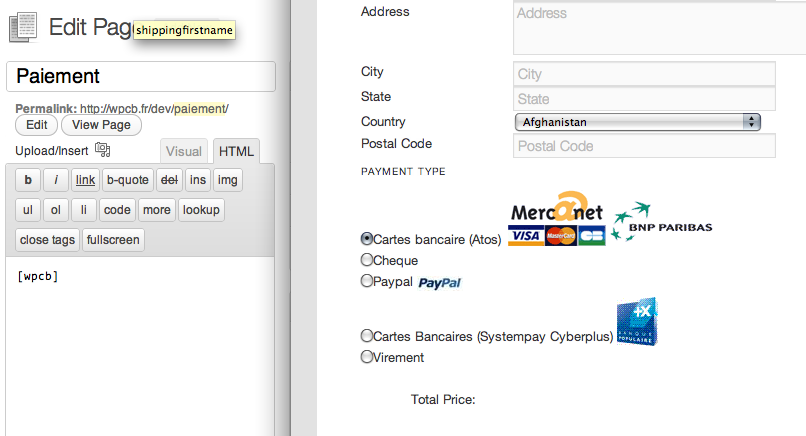 Edit Pag
shippingfirstname
Paiement
Permalink: http://wpcb.fr/dev/paiement/
Edit
View Page
Upload/Insert
Visual
HTML
b
i
link
b-quote
del
ins
img
ul
ol
li
code
more
lookup
close tags
fullscreen
[wpcb]
Address
Address
City
City
State
State
Country
Afghanistan
Postal Code
Postal Code
PAYMENT TYPE
Cartes bancaire (Atos)
Merc@net
VISA
MasterCard
CB
BNP PARIBAS
Cheque
Paypal
PayPal
Cartes Bancaires (Systempay Cyberplus)
+X
BANQUE
POPULAIRE
Virement
Total Price: